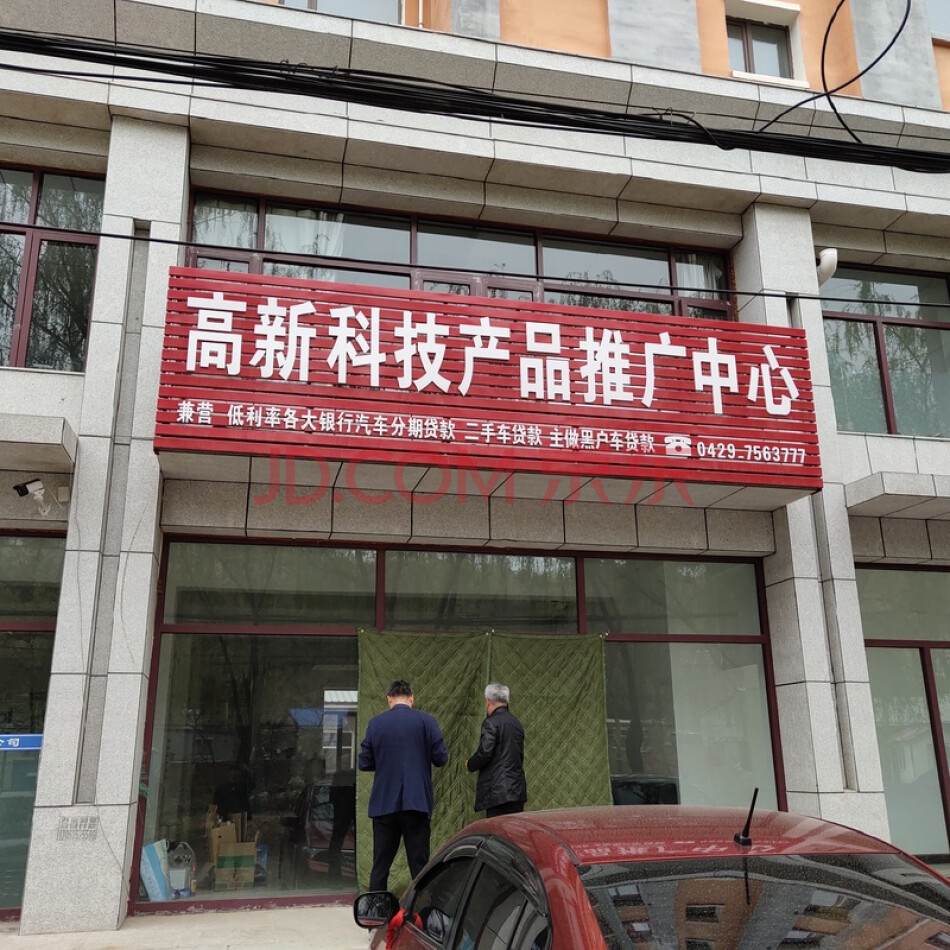 高新科技产品推广中心
兼营 低利率各大银行汽车分期贷款 二手车贷款 主做黑户车贷款 ☎ 0429-7563777
JD.COM 京东
公司